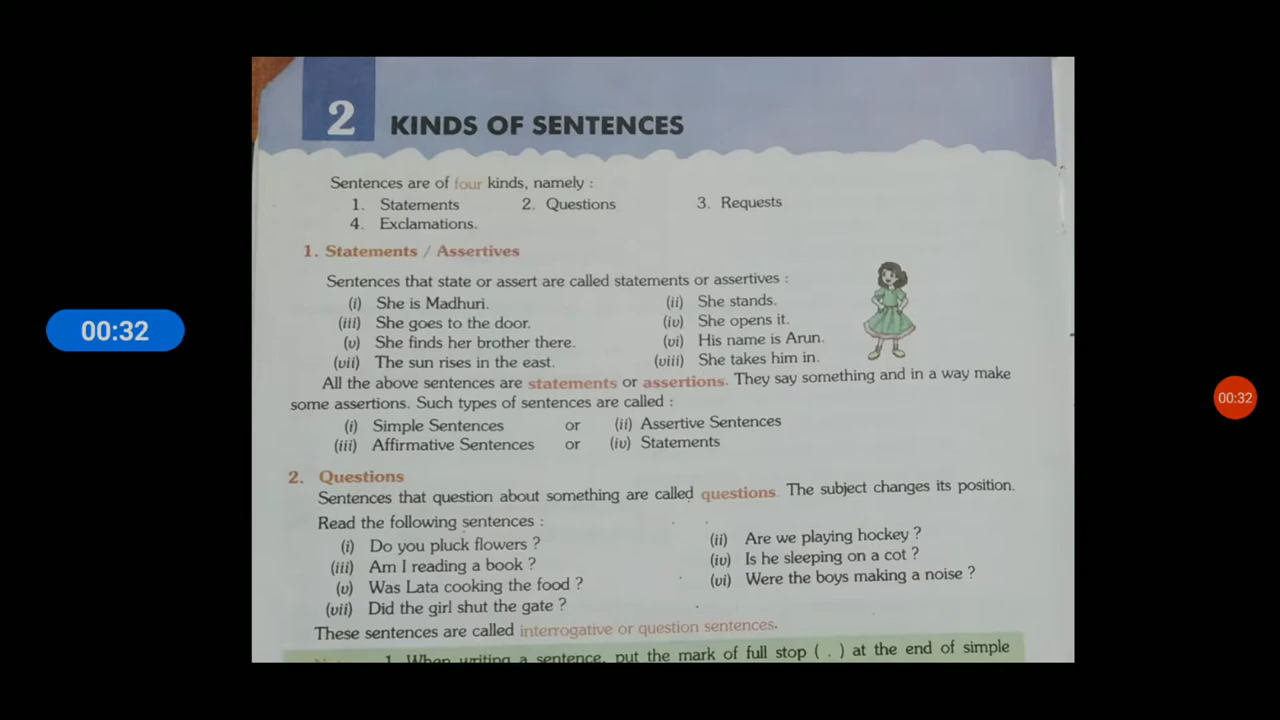 2 KINDS OF SENTENCES
Sentences are of four kinds, namely :
1. Statements 2. Questions 3. Requests
4. Exclamations.
1. Statements / Assertives
Sentences that state or assert are called statements or assertives :
(i) She is Madhuri. (ii) She stands.
(iii) She goes to the door. (iv) She opens it.
(v) She finds her brother there. (vi) His name is Arun.
(vii) The sun rises in the east. (viii) She takes him in.
All the above sentences are statements or assertions. They say something and in a way make
some assertions. Such types of sentences are called :
(i) Simple Sentences or (ii) Assertive Sentences
(iii) Affirmative Sentences or (iv) Statements
2. Questions
Sentences that question about something are called questions. The subject changes its position.
Read the following sentences :
(i) Do you pluck flowers ? (ii) Are we playing hockey ?
(iii) Am I reading a book ? (iv) Is he sleeping on a cot ?
(v) Was Lata cooking the food ? (vi) Were the boys making a noise ?
(vii) Did the girl shut the gate ?
These sentences are called interrogative or question sentences.
1. When writing a sentence, put the mark of full stop ( . ) at the end of simple
00:32
00:32